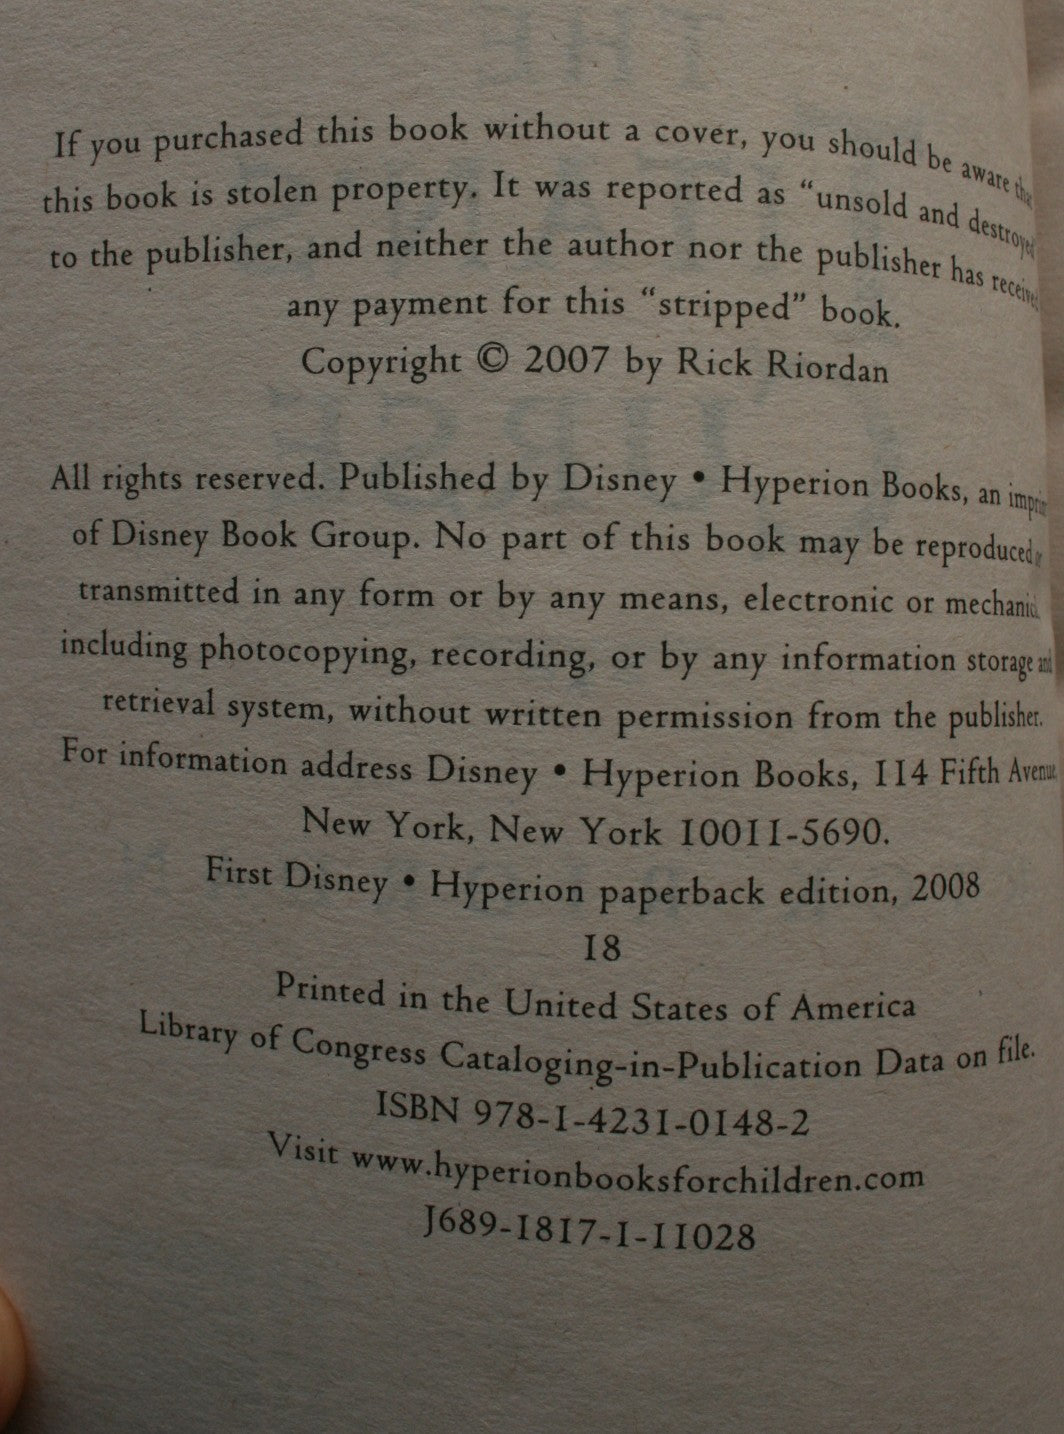 If you purchased this book without a cover, you should be aware that
this book is stolen property. It was reported as “unsold and destroyed
to the publisher, and neither the author nor the publisher has received
any payment for this “stripped” book.
Copyright © 2007 by Rick Riordan
All rights reserved. Published by Disney • Hyperion Books, an imprint
of Disney Book Group. No part of this book may be reproduced or
transmitted in any form or by any means, electronic or mechanical,
including photocopying, recording, or by any information storage and
retrieval system, without written permission from the publisher.
For information address Disney • Hyperion Books, 114 Fifth Avenue,
New York, New York 10011-5690.
First Disney • Hyperion paperback edition, 2008
18
Printed in the United States of America
Library of Congress Cataloging-in-Publication Data on file.
ISBN 978-1-4231-0148-2
Visit www.hyperionbooksforchildren.com
J689-1817-1-11028